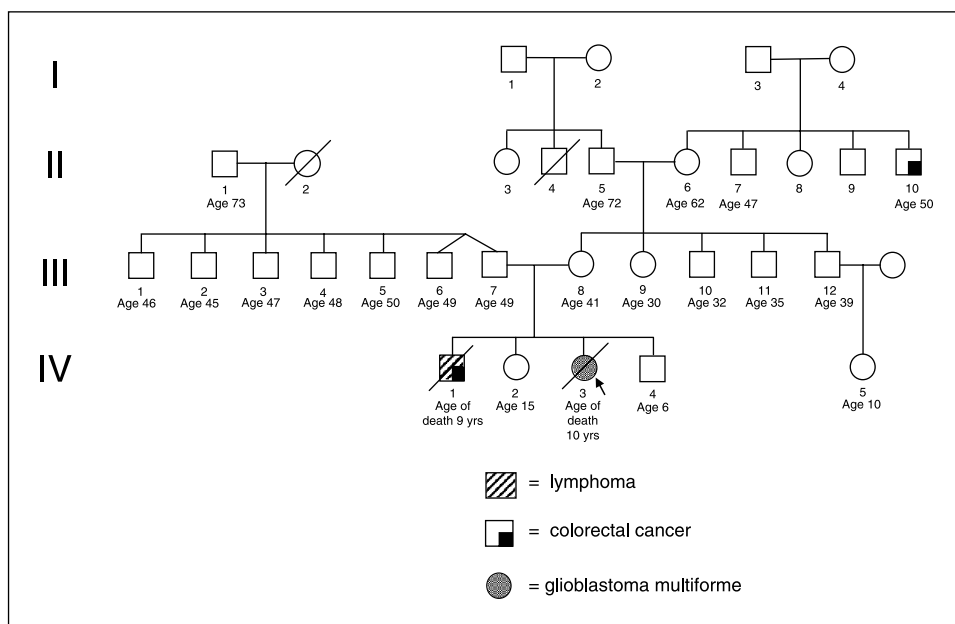 I
1 2 3 4
II
1 2 3 4 5 6 7 8 9 10
Age 73 Age 72 Age 62 Age 47 Age 50
III
1 2 3 4 5 6 7 8 9 10 11 12
Age 46 Age 45 Age 47 Age 48 Age 50 Age 49 Age 49 Age 41 Age 30 Age 32 Age 35 Age 39
IV
1 2 3 4 5
Age of Age 15 Age of Age 6 Age 10
death 9 yrs death
10 yrs
= lymphoma
= colorectal cancer
= glioblastoma multiforme